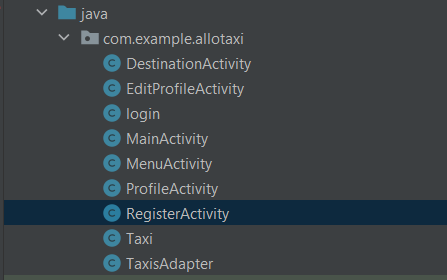 java
com.example.allotaxi
DestinationActivity
EditProfileActivity
login
MainActivity
MenuActivity
ProfileActivity
RegisterActivity
Taxi
TaxisAdapter